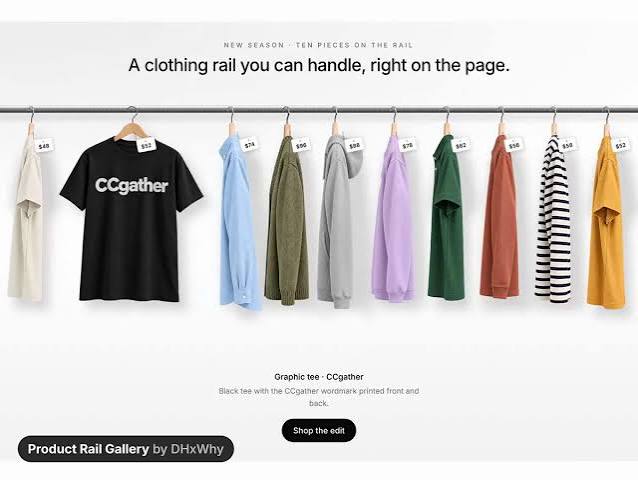 NEW SEASON · TEN PIECES ON THE RAIL
A clothing rail you can handle, right on the page.
$48
$52
$74
$96
$88
$78
$62
$58
$52
CCgather
Graphic tee · CCgather
Black tee with the CCgather wordmark printed front and
back.
Shop the edit
Product Rail Gallery by DHxWhy